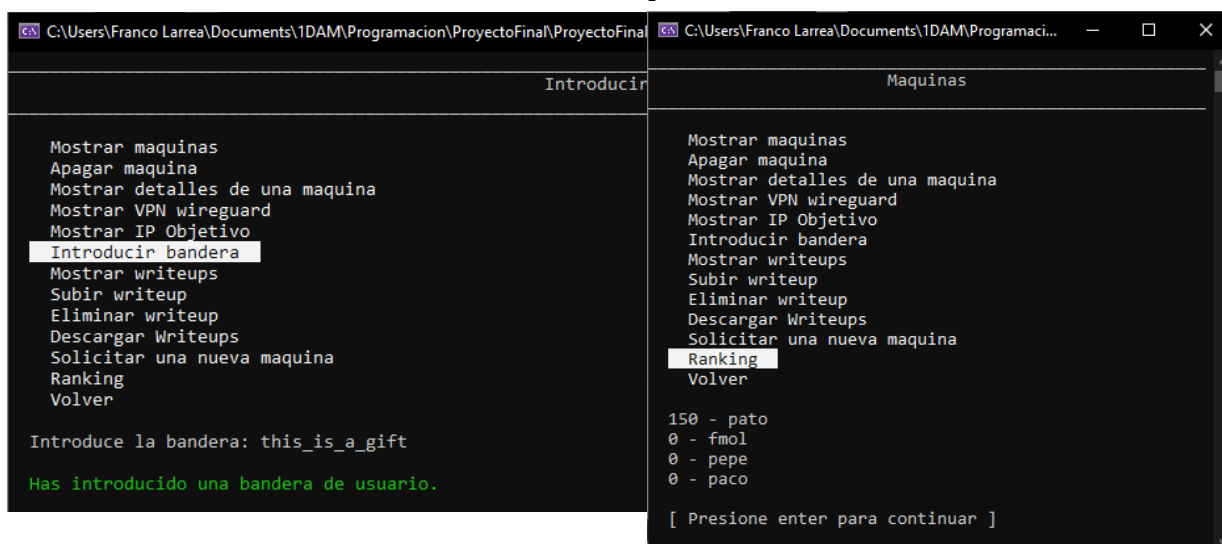 C:\Users\Franco Larrea\Documents\1DAM\Programacion\ProyectoFinal\ProyectoFinal
Introducir
Mostrar maquinas
Apagar maquina
Mostrar detalles de una maquina
Mostrar VPN wireguard
Mostrar IP Objetivo
Introducir bandera
Mostrar writeups
Subir writeup
Eliminar writeup
Descargar Writeups
Solicitar una nueva maquina
Ranking
Volver
Introduce la bandera: this_is_a_gift
Has introducido una bandera de usuario.
C:\Users\Franco Larrea\Documents\1DAM\Programaci...
Maquinas
Mostrar maquinas
Apagar maquina
Mostrar detalles de una maquina
Mostrar VPN wireguard
Mostrar IP Objetivo
Introducir bandera
Mostrar writeups
Subir writeup
Eliminar writeup
Descargar Writeups
Solicitar una nueva maquina
Ranking
Volver
150 - pato
0 - fmol
0 - pepe
0 - paco
[ Presione enter para continuar ]